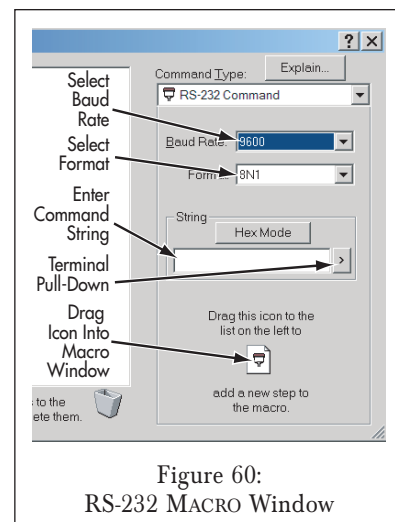 ? ×
Command Type:
Explain...
RS-232 Command
Select
Baud
Rate
Baud Rate: 9600
Select
Format
8N1
Enter
Command
String
String
Hex Mode
Terminal
Pull-Down
>
Drag
Icon Into
Macro
Window
Drag this icon to the
list on the left to
add a new step to
the macro.
s to the
ete them.
Figure 60:
RS-232 MACRO Window